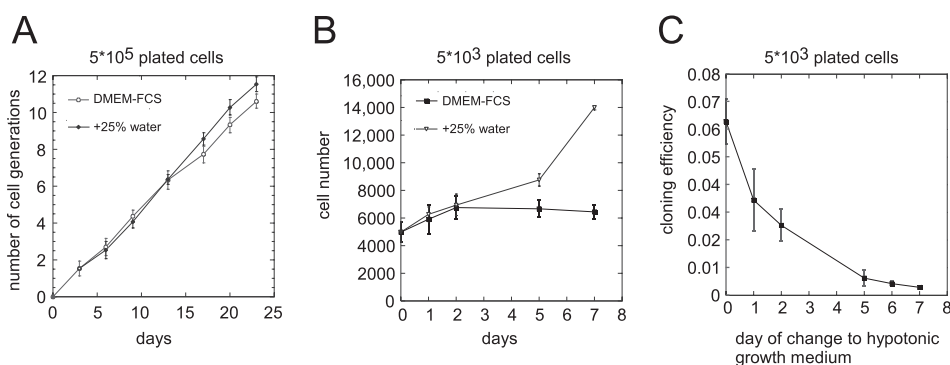 A
5*10⁵ plated cells
number of cell generations
12
10
8
6
4
2
0
DMEM-FCS
+25% water
0 5 10 15 20 25
days
B
5*10³ plated cells
cell number
16,000
14,000
12,000
10,000
8000
6000
4000
2000
0
DMEM-FCS
+25% water
0 1 2 3 4 5 6 7 8
days
C
5*10³ plated cells
cloning efficiency
0.08
0.07
0.06
0.05
0.04
0.04
0.02
0.01
0
0 1 2 3 4 5 6 7 8
day of change to hypotonic
growth medium